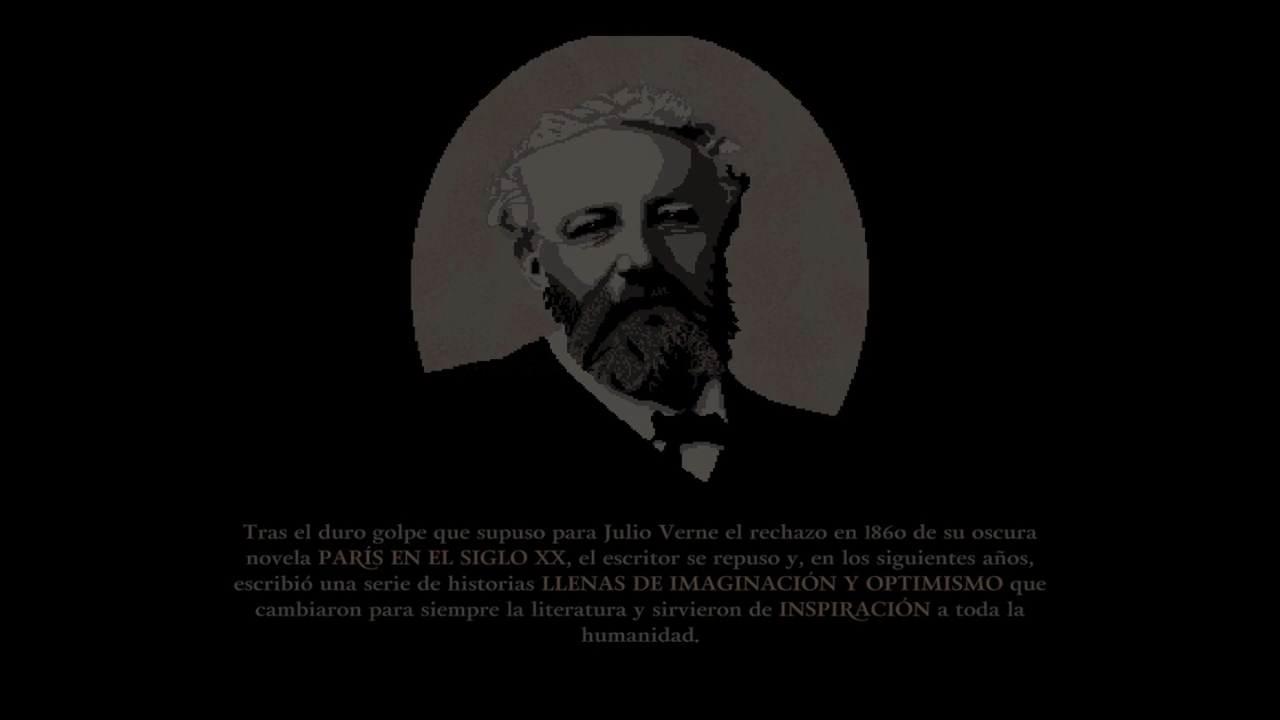 Tras el duro golpe que supuso para Julio Verne el rechazo en 1860 de su oscura
novela PARÍS EN EL SIGLO XX, el escritor se repuso y, en los siguientes años,
escribió una serie de historias LLENAS DE IMAGINACIÓN Y OPTIMISMO que
cambiaron para siempre la literatura y sirvieron de INSPIRACIÓN a toda la
humanidad.